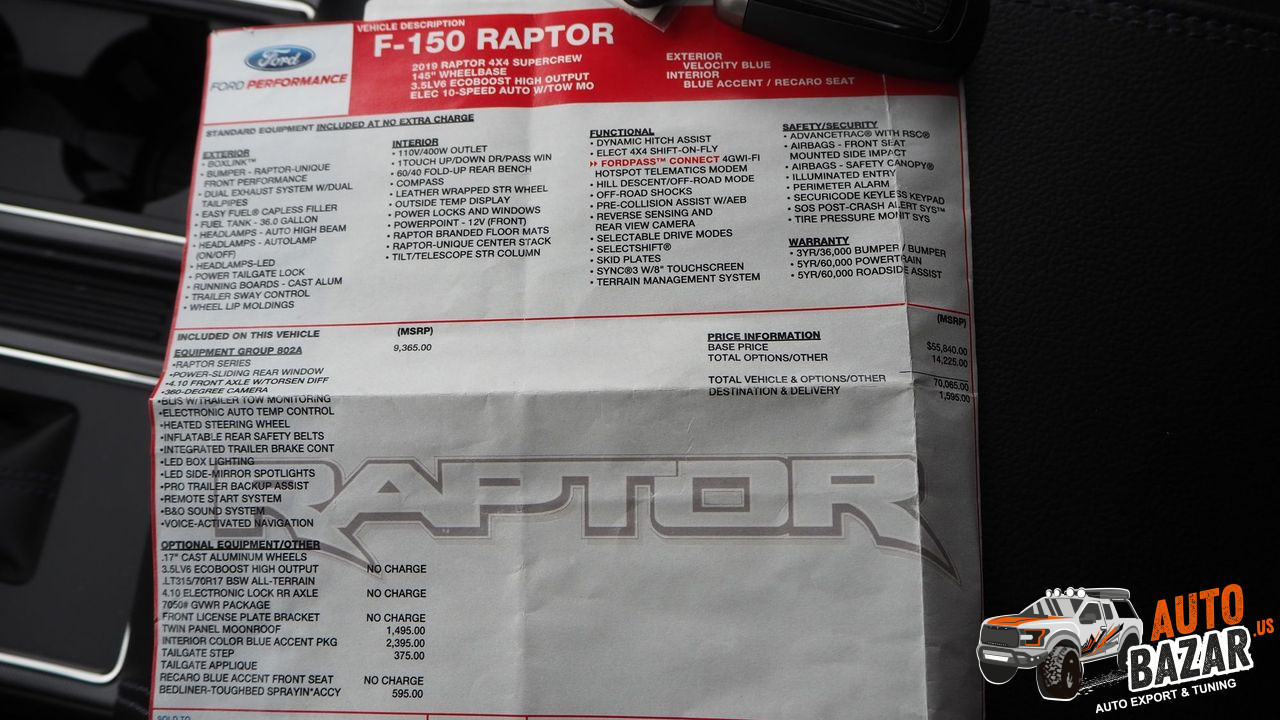 VEHICLE DESCRIPTION
F-150 RAPTOR
Ford
FORD PERFORMANCE
2019 RAPTOR 4X4 SUPERCREW
145" WHEELBASE
3.5LV6 ECOBOOST HIGH OUTPUT
ELEC 10-SPEED AUTO W/TOW MO
EXTERIOR
VELOCITY BLUE
INTERIOR
BLUE ACCENT / RECARO SEAT
STANDARD EQUIPMENT INCLUDED AT NO EXTRA CHARGE
EXTERIOR
• BOXLINK™
• BUMPER - RAPTOR-UNIQUE
FRONT PERFORMANCE
• DUAL EXHAUST SYSTEM W/DUAL
TAILPIPES
• EASY FUEL® CAPLESS FILLER
• FUEL TANK - 36.0 GALLON
• HEADLAMPS - AUTO HIGH BEAM
• HEADLAMPS - AUTOLAMP
(ON/OFF)
• HEADLAMPS-LED
• POWER TAILGATE LOCK
• RUNNING BOARDS - CAST ALUM
• TRAILER SWAY CONTROL
• WHEEL LIP MOLDINGS
INTERIOR
• 110V/400W OUTLET
• 1TOUCH UP/DOWN DR/PASS WIN
• 60/40 FOLD-UP REAR BENCH
• COMPASS
• LEATHER WRAPPED STR WHEEL
• OUTSIDE TEMP DISPLAY
• POWER LOCKS AND WINDOWS
• POWERPOINT - 12V (FRONT)
• RAPTOR BRANDED FLOOR MATS
• RAPTOR-UNIQUE CENTER STACK
• TILT/TELESCOPE STR COLUMN
FUNCTIONAL
• DYNAMIC HITCH ASSIST
• ELECT 4X4 SHIFT-ON-FLY
FORDPASS™ CONNECT 4GWI-FI
HOTSPOT TELEMATICS MODEM
• HILL DESCENT/OFF-ROAD MODE
• OFF-ROAD SHOCKS
• PRE-COLLISION ASSIST W/AEB
• REVERSE SENSING AND
REAR VIEW CAMERA
• SELECTABLE DRIVE MODES
• SELECTSHIFT®
• SKID PLATES
• SYNC®3 W/8" TOUCHSCREEN
• TERRAIN MANAGEMENT SYSTEM
SAFETY/SECURITY
• ADVANCETRAC® WITH RSC®
• AIRBAGS - FRONT SEAT
MOUNTED SIDE IMPACT
• AIRBAGS - SAFETY CANOPY®
• ILLUMINATED ENTRY
• PERIMETER ALARM
• SECURICODE KEYLESS KEYPAD
• SOS POST-CRASH ALERT SYS™
• TIRE PRESSURE MONIT SYS
WARRANTY
• 3YR/36,000 BUMPER / BUMPER
• 5YR/60,000 POWERTRAIN
• 5YR/60,000 ROADSIDE ASSIST
INCLUDED ON THIS VEHICLE (MSRP)
EQUIPMENT GROUP 802A 9,365.00
•RAPTOR SERIES
•POWER-SLIDING REAR WINDOW
•4.10 FRONT AXLE W/TORSEN DIFF
•360-DEGREE CAMERA
•BLIS W/TRAILER TOW MONITORING
•ELECTRONIC AUTO TEMP CONTROL
•HEATED STEERING WHEEL
•INFLATABLE REAR SAFETY BELTS
•INTEGRATED TRAILER BRAKE CONT
•LED BOX LIGHTING
•LED SIDE-MIRROR SPOTLIGHTS
•PRO TRAILER BACKUP ASSIST
•REMOTE START SYSTEM
•B&O SOUND SYSTEM
•VOICE-ACTIVATED NAVIGATION
OPTIONAL EQUIPMENT/OTHER
.17" CAST ALUMINUM WHEELS
3.5LV6 ECOBOOST HIGH OUTPUT NO CHARGE
.LT315/70R17 BSW ALL-TERRAIN
4.10 ELECTRONIC LOCK RR AXLE NO CHARGE
7050# GVWR PACKAGE
FRONT LICENSE PLATE BRACKET NO CHARGE
TWIN PANEL MOONROOF 1,495.00
INTERIOR COLOR BLUE ACCENT PKG 2,395.00
TAILGATE STEP 375.00
TAILGATE APPLIQUE
RECARO BLUE ACCENT FRONT SEAT NO CHARGE
BEDLINER-TOUGHBED SPRAYIN*ACCY 595.00
SOLD TO
(MSRP)
PRICE INFORMATION
BASE PRICE $55,840.00
TOTAL OPTIONS/OTHER 14,225.00
TOTAL VEHICLE & OPTIONS/OTHER 70,065.00
DESTINATION & DELIVERY 1,595.00
RAPTOR
AUTO
BAZAR.US
AUTO EXPORT & TUNING